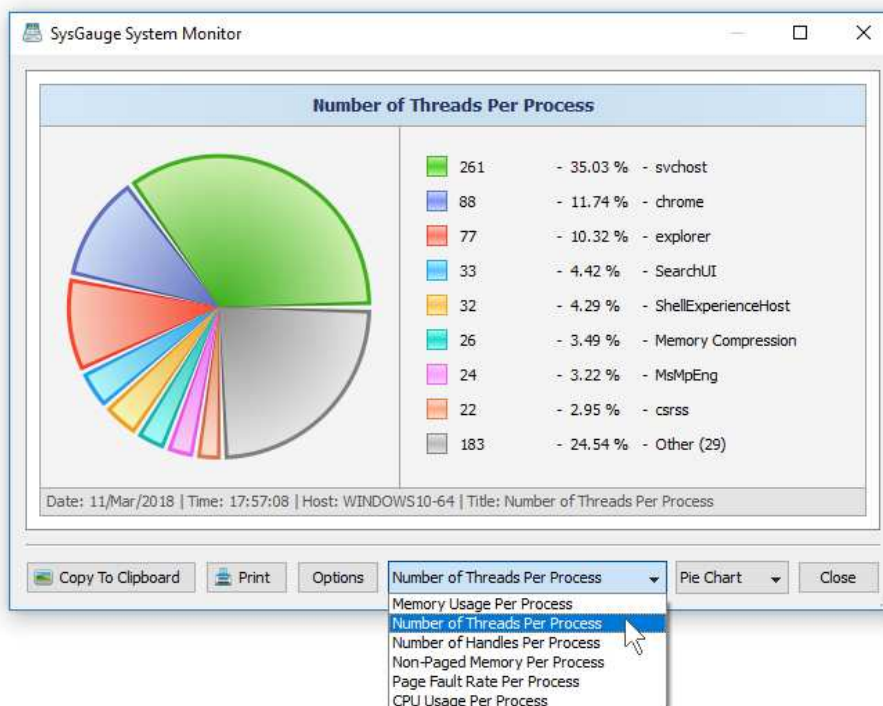 SysGauge System Monitor
Number of Threads Per Process
261 - 35.03 % - svchost
88 - 11.74 % - chrome
77 - 10.32 % - explorer
33 - 4.42 % - SearchUI
32 - 4.29 % - ShellExperienceHost
26 - 3.49 % - Memory Compression
24 - 3.22 % - MsMpEng
22 - 2.95 % - csrss
183 - 24.54 % - Other (29)
Date: 11/Mar/2018 | Time: 17:57:08 | Host: WINDOWS10-64 | Title: Number of Threads Per Process
Copy To Clipboard Print Options Number of Threads Per Process Pie Chart Close
Memory Usage Per Process
Number of Threads Per Process
Number of Handles Per Process
Non-Paged Memory Per Process
Page Fault Rate Per Process
CPU Usage Per Process